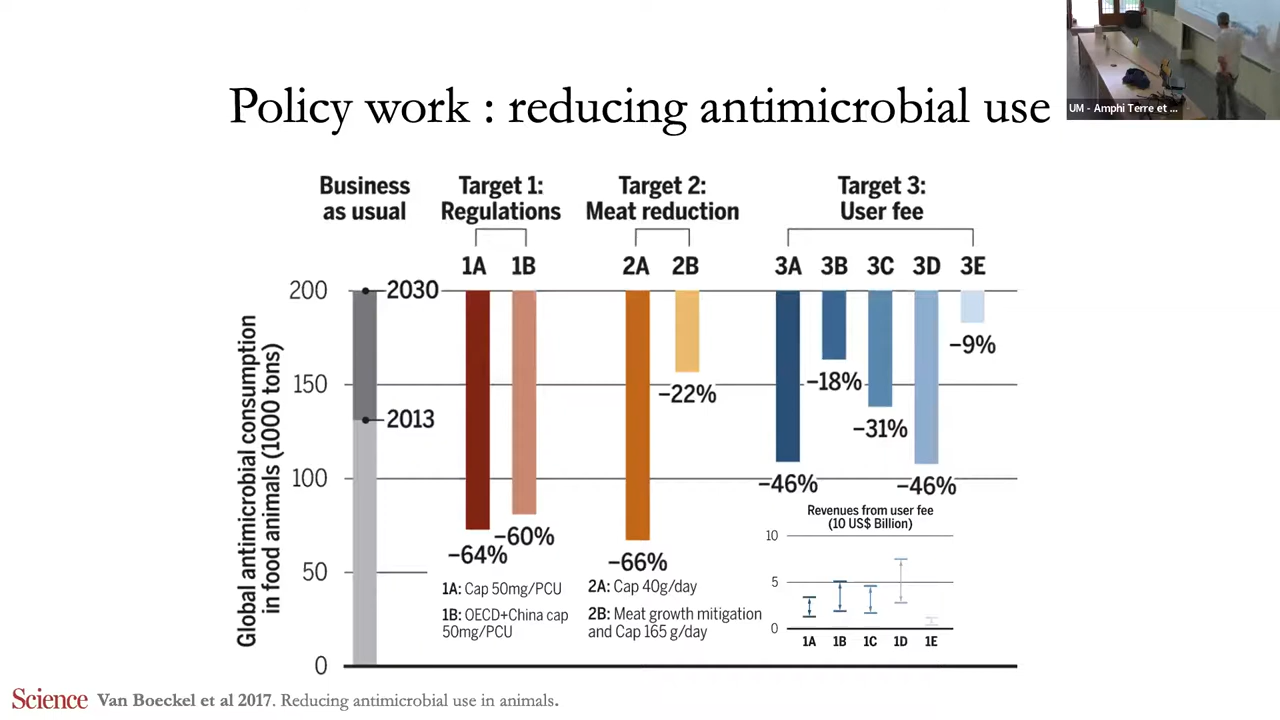 UM - Amphi Terre et ...
Policy work : reducing antimicrobial use
Business
as usual
Target 1:
Regulations
Target 2:
Meat reduction
Target 3:
User fee
1A
1B
2A
2B
3A
3B
3C
3D
3E
Global antimicrobial consumption
in food animals (1000 tons)
200
150
100
50
0
2030
2013
−64%
−60%
−66%
−22%
−46%
−18%
−31%
−46%
−9%
1A: Cap 50mg/PCU
1B: OECD+China cap
50mg/PCU
2A: Cap 40g/day
2B: Meat growth mitigation
and Cap 165 g/day
Revenues from user fee
(10 US$ Billion)
10
5
0
1A
1B
1C
1D
1E
Science Van Boeckel et al 2017. Reducing antimicrobial use in animals.